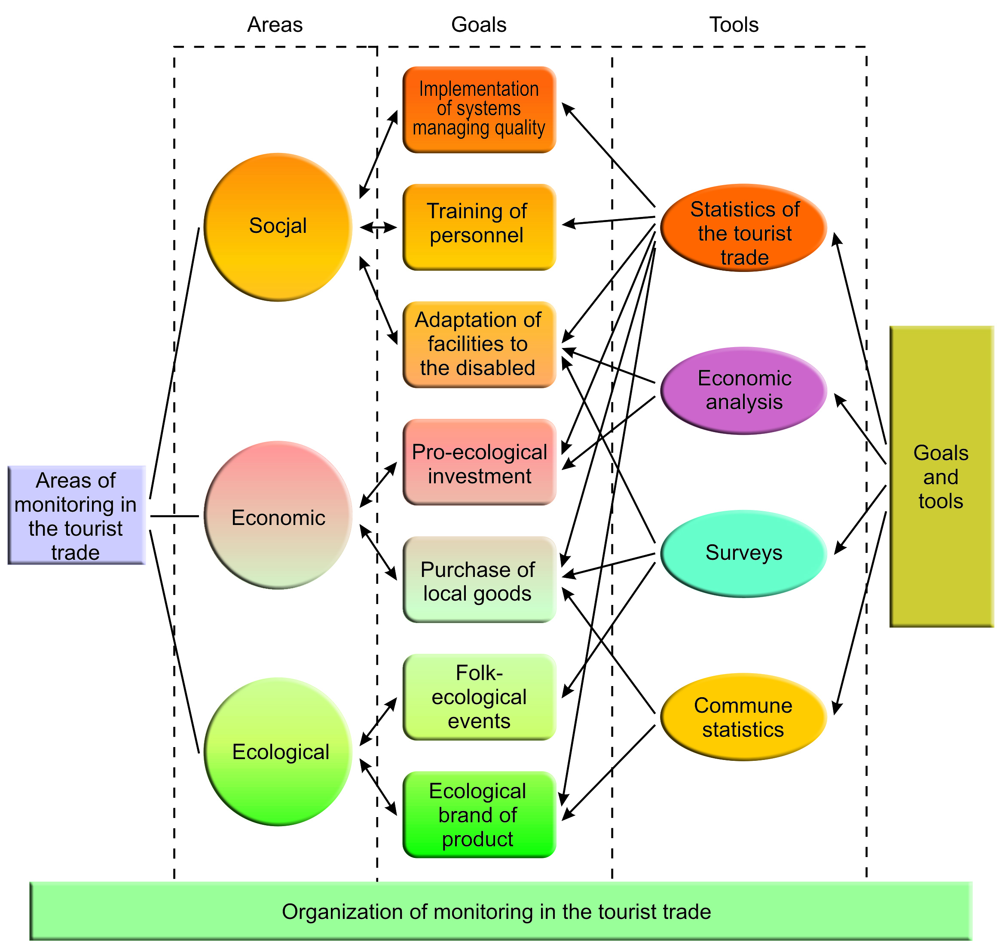 Areas
Goals
Tools
Implementation
of systems
managing quality
Socjal
Training of
personnel
Statistics of
the tourist
trade
Adaptation of
facilities to
the disabled
Economic
analysis
Areas of
monitoring in
the tourist
trade
Economic
Pro-ecological
investment
Goals
and
tools
Purchase of
local goods
Surveys
Ecological
Folk-
ecological
events
Commune
statistics
Ecological
brand of
product
Organization of monitoring in the tourist trade